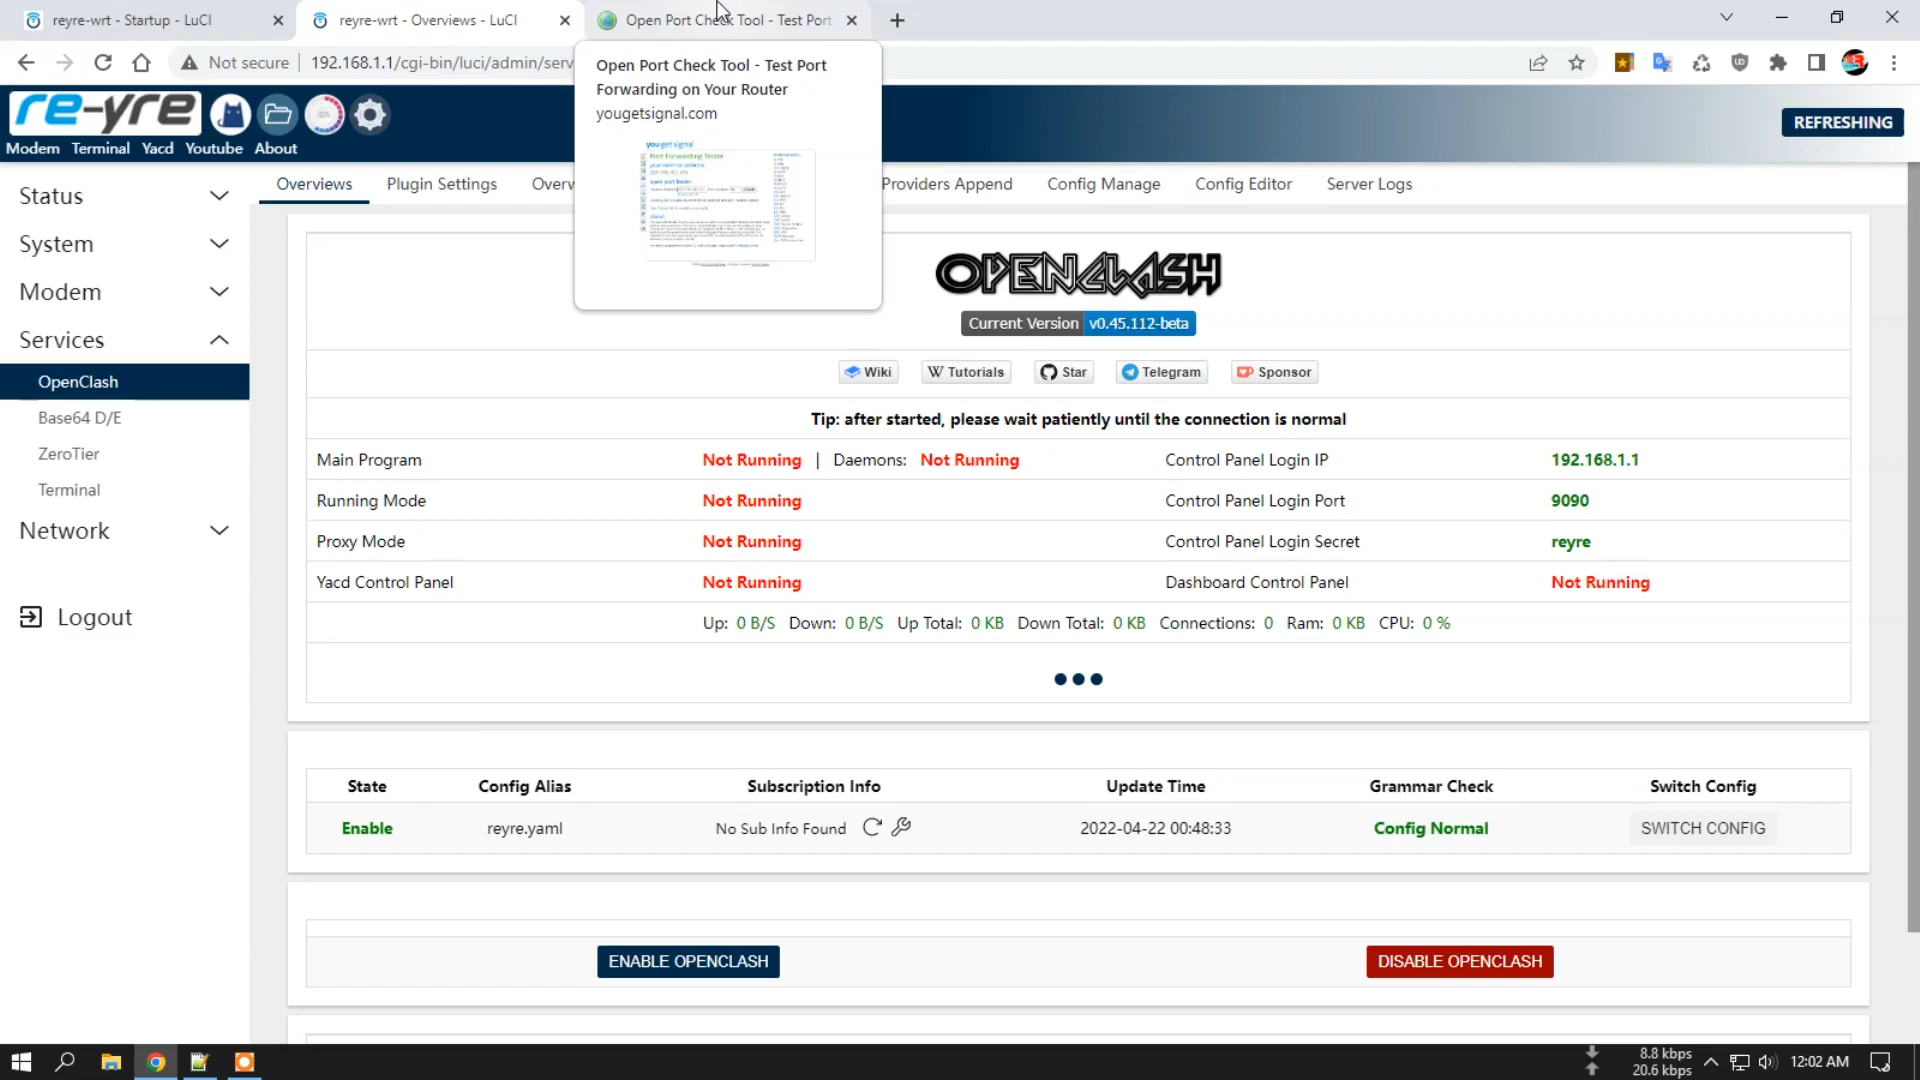 reyre-wrt - Startup - LuCI
reyre-wrt - Overviews - LuCI
Open Port Check Tool - Test Port
Not secure
192.168.1.1/cgi-bin/luci/admin/serv
Open Port Check Tool - Test Port
Forwarding on Your Router
yougetsignal.com
you get signal
Port Forwarding Tester
re-yre
Modem Terminal Yacd Youtube About
REFRESHING
Status
System
Modem
Services
OpenClash
Base64 D/E
ZeroTier
Terminal
Network
Logout
Overviews Plugin Settings Overw Providers Append Config Manage Config Editor Server Logs
OPENCLASH
Current Version v0.45.112-beta
Wiki
W Tutorials
Star
Telegram
Sponsor
Tip: after started, please wait patiently until the connection is normal
Main Program Not Running | Daemons: Not Running Control Panel Login IP 192.168.1.1
Running Mode Not Running Control Panel Login Port 9090
Proxy Mode Not Running Control Panel Login Secret reyre
Yacd Control Panel Not Running Dashboard Control Panel Not Running
Up: 0 B/S Down: 0 B/S Up Total: 0 KB Down Total: 0 KB Connections: 0 Ram: 0 KB CPU: 0 %
State Config Alias Subscription Info Update Time Grammar Check Switch Config
Enable reyre.yaml No Sub Info Found 2022-04-22 00:48:33 Config Normal SWITCH CONFIG
ENABLE OPENCLASH
DISABLE OPENCLASH
8.8 kbps
20.6 kbps
12:02 AM